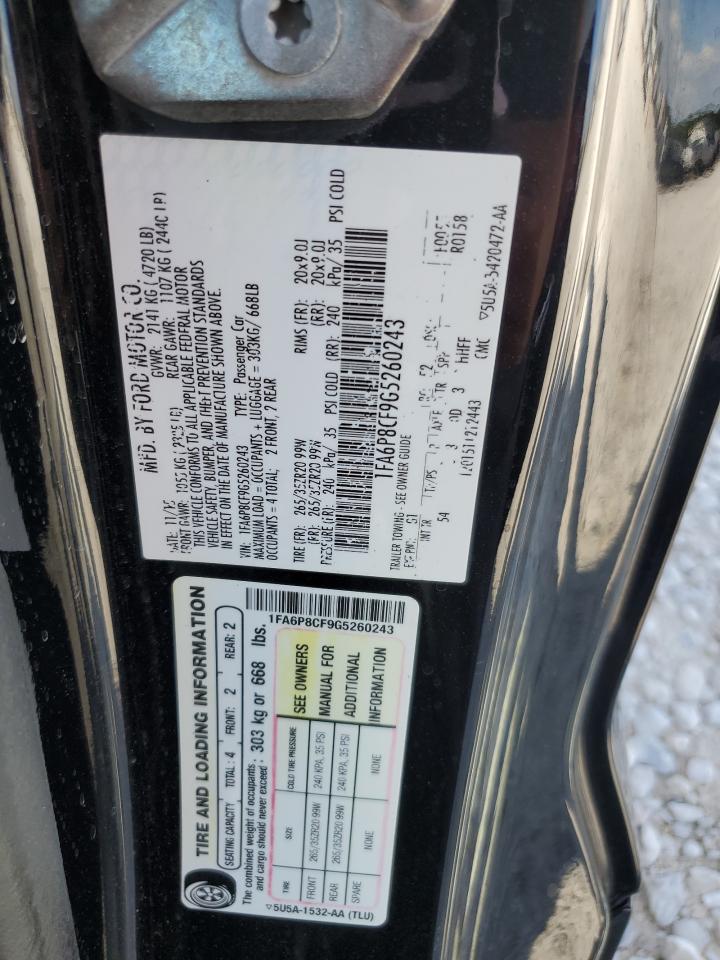 MFD. BY FORD MOTOR CO.
GVWR: 2141 KG (4720 LB)
REAR GAWR: 1107 KG
THIS VEHICLE CONFORMS TO ALL APPLICABLE FEDERAL MOTOR
VEHICLE SAFETY, BUMPER, AND THEFT PREVENTION STANDARDS
IN EFFECT ON THE DATE OF MANUFACTURE SHOWN ABOVE.
VIN: 1FA6P8CF9G5260243 TYPE: Passenger Car
MAXIMUM LOAD = OCCUPANTS + LUGGAGE = 303KG/ 668LB
OCCUPANTS = 4 TOTAL: 2 FRONT, 2 REAR
TIRE (FR): 265/35ZR20 99W RIMS (FR): 20x9.0J
(RR): 265/35ZR20 99W (RR): 20x9.0J
PRESSURE (FR): 240 kPa/ 35 PSI COLD (RR): 240 kPa/ 35 PSI COLD
1FA6P8CF9G5260243
TRAILER TOWING - SEE OWNER GUIDE
EXT PNT: G1
R0158
INT TR
54
CMC
▽5U5A-5420472-AA
TIRE AND LOADING INFORMATION
SEATING CAPACITY TOTAL: 4 FRONT: 2 REAR: 2
The combined weight of occupants and cargo should never exceed: 303 kg or 668 lbs.
1FA6P8CF9G5260243
TIRE SIZE COLD TIRE PRESSURE
FRONT 265/35ZR20 99W 240 KPA, 35 PSI
REAR 265/35ZR20 99W 240 KPA, 35 PSI
SPARE NONE NONE
SEE OWNERS
MANUAL FOR
ADDITIONAL
INFORMATION
▽5U5A-1532-AA (TLU)